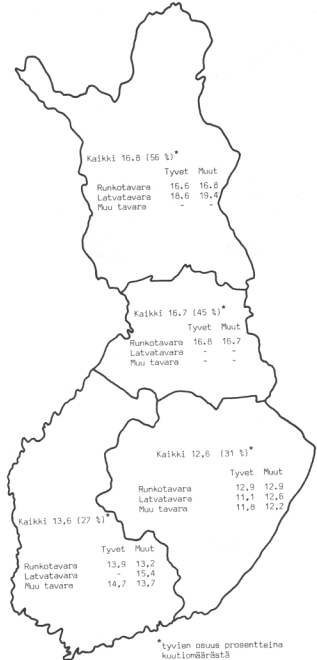 Kaikki 16.8 (56 %)*
Tyvet Muut
Runkotavara 16.6 16.8
Latvatavara 18.6 19.4
Muu tavara - -
Kaikki 16.7 (45 %)*
Tyvet Muut
Runkotavara 16.8 16.7
Latvatavara - -
Muu tavara - -
Kaikki 12,6 (31 %)*
Tyvet Muut
Runkotavara 12,9 12,9
Latvatavara 11,1 12,6
Muu tavara 11,8 12,2
Kaikki 13,6 (27 %)*
Tyvet Muut
Runkotavara 13,9 13,2
Latvatavara - 15,4
Muu tavara 14,7 13,7
*tyvien osuus prosentteina
kuutiomäärästä